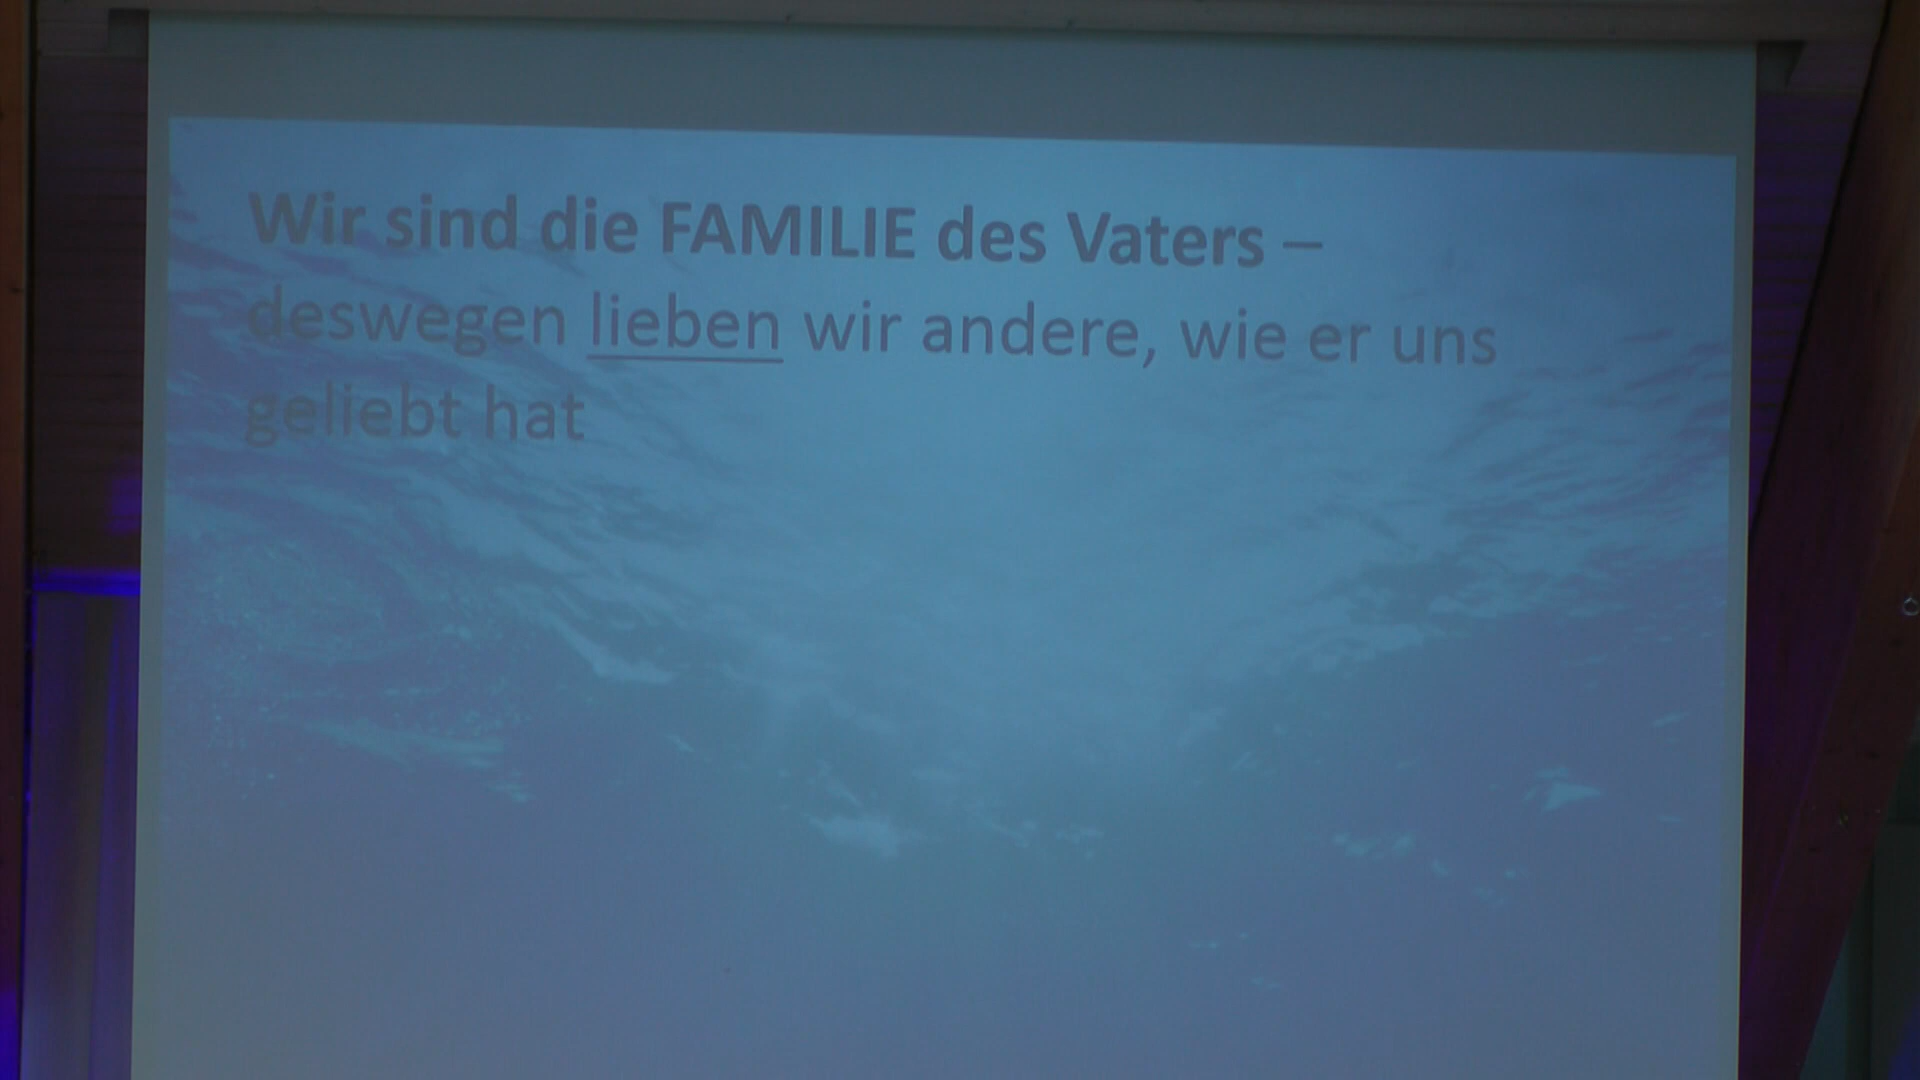 Wir sind die FAMILIE des Vaters –
deswegen lieben wir andere, wie er uns
geliebt hat